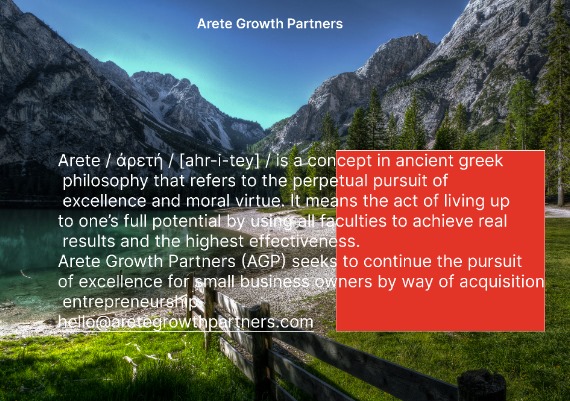 Arete Growth Partners
Arete / άρετή / [ahr-i-tey] / is a concept in ancient greek
philosophy that refers to the perpetual pursuit of
excellence and moral virtue. It means the act of living up
to one's full potential by using all faculties to achieve real
results and the highest effectiveness.
Arete Growth Partners (AGP) seeks to continue the pursuit
of excellence for small business owners by way of acquisition
entrepreneurship.
hello@aretegrowthpartners.com